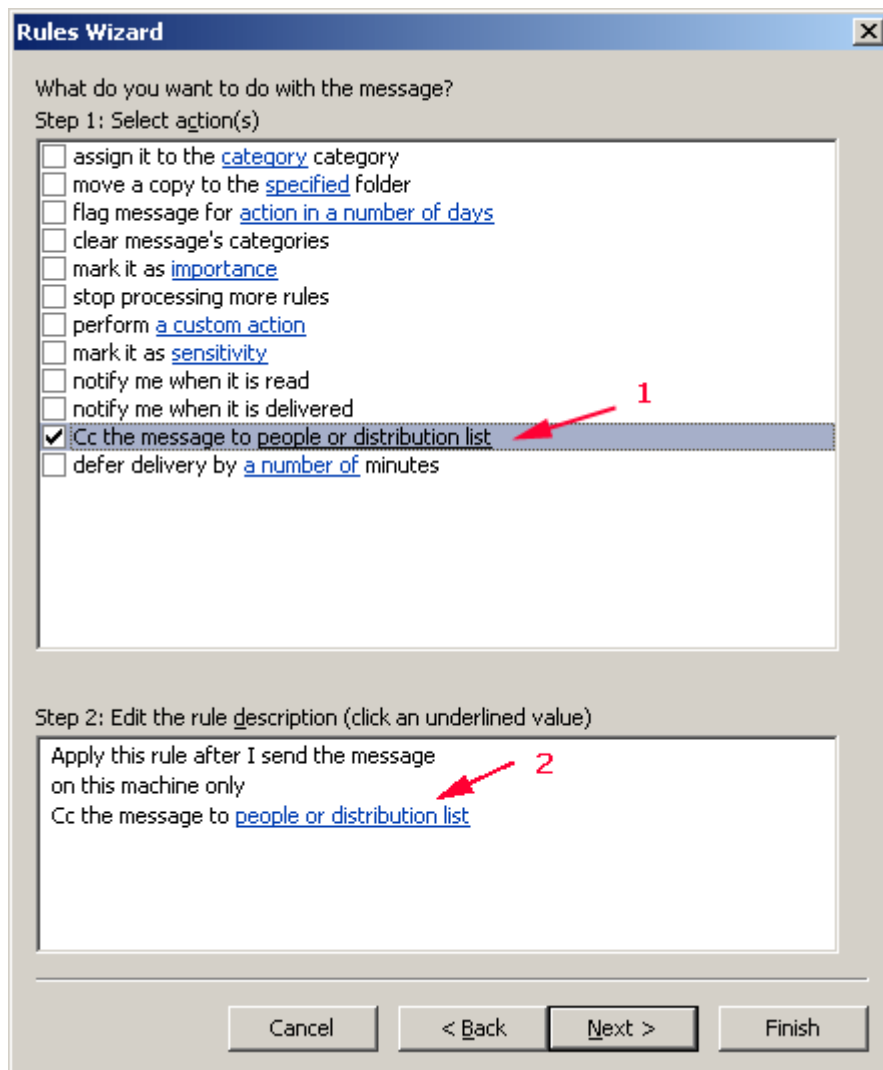 Rules Wizard
What do you want to do with the message?
Step 1: Select action(s)
assign it to the category category
move a copy to the specified folder
flag message for action in a number of days
clear message's categories
mark it as importance
stop processing more rules
perform a custom action
mark it as sensitivity
notify me when it is read
1
notify me when it is delivered
Cc the message to people or distribution list
defer delivery by a number of minutes
Step 2: Edit the rule description (click an underlined value)
Apply this rule after I send the message
2
on this machine only
Cc the message to people or distribution list
Cancel
< Back
Next >
Finish